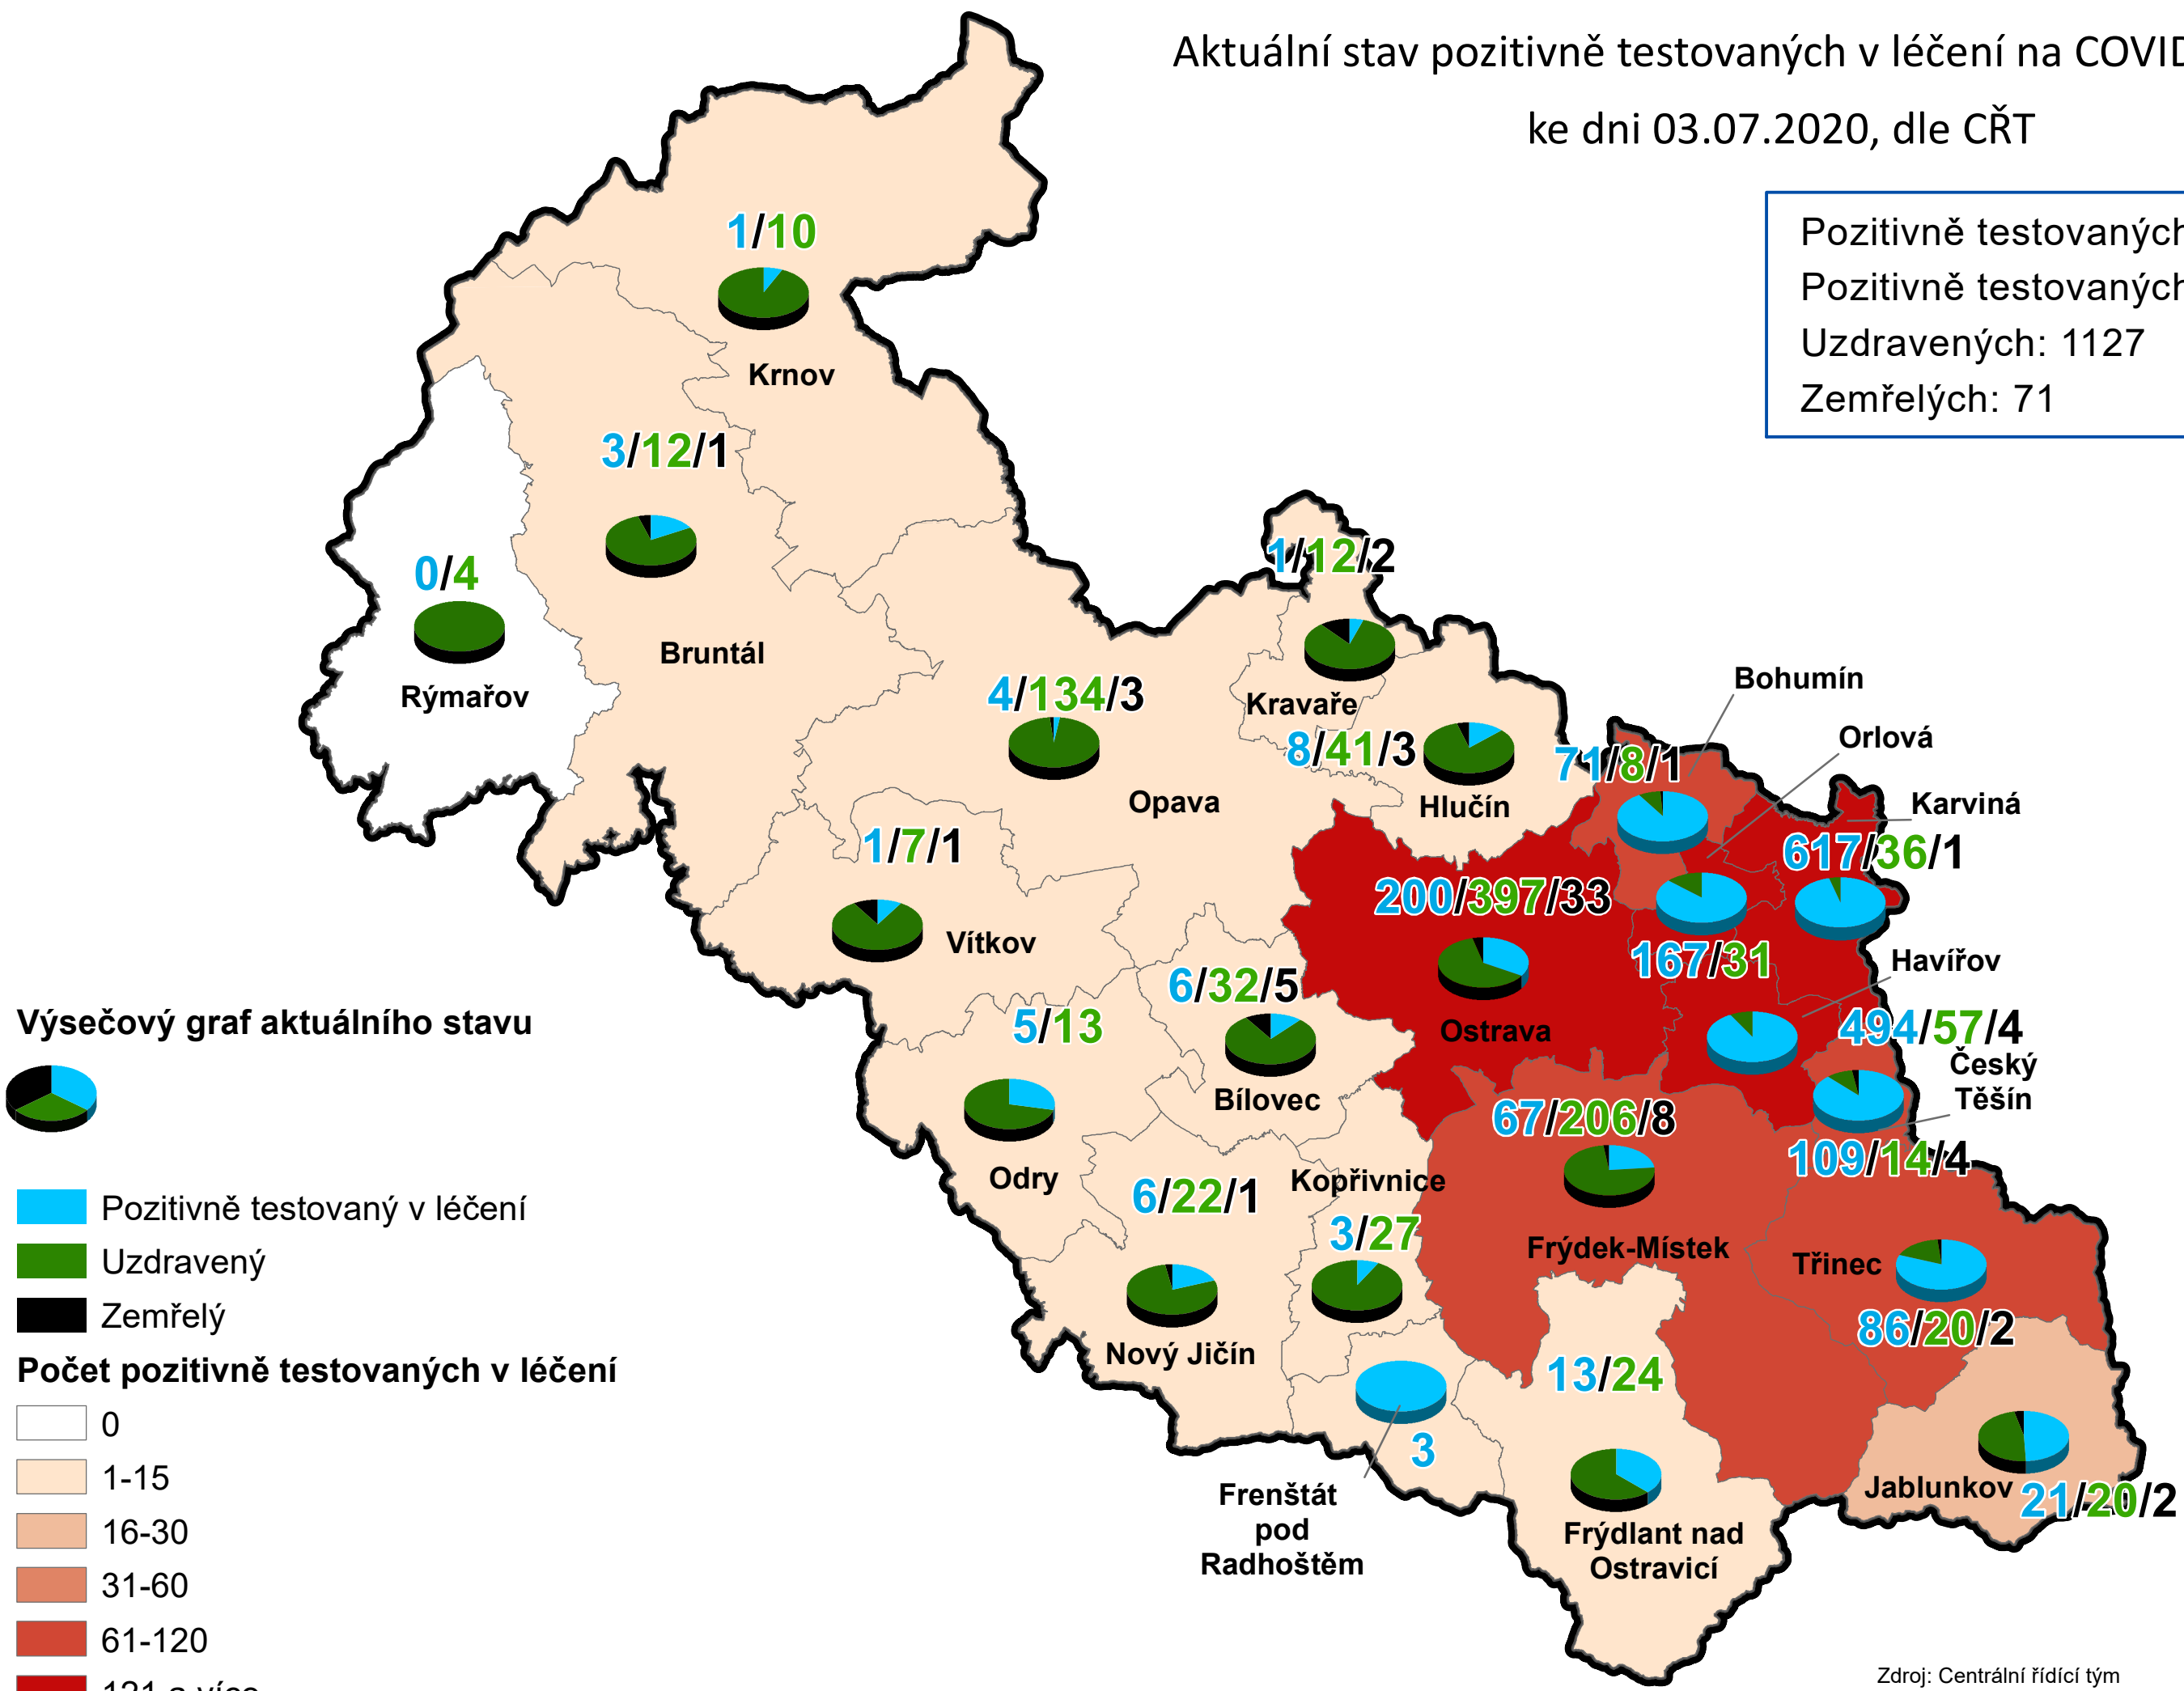 Aktuální stav pozitivně testovaných v léčení na COVID
ke dni 03.07.2020, dle CŘT
Pozitivně testovaných
Pozitivně testovaných
Uzdravených: 1127
Zemřelých: 71
1/10
Krnov
3/12/1
Bruntál
0/4
Rýmařov
1/12/2
Kravaře
4/134/3
Opava
8/41/3
Hlučín
Bohumín
71/8/1
Orlová
167/31
Karviná
617/36/1
1/7/1
Vítkov
200/397/33
Ostrava
Havířov
494/57/4
Český
Těšín
109/14/4
6/32/5
Bílovec
5/13
Odry
67/206/8
Frýdek-Místek
6/22/1
Nový Jičín
Kopřivnice
3/27
Třinec
86/20/2
3
Frenštát
pod
Radhoštěm
13/24
Frýdlant nad
Ostravicí
Jablunkov
21/20/2
Výsečový graf aktuálního stavu
Pozitivně testovaný v léčení
Uzdravený
Zemřelý
Počet pozitivně testovaných v léčení
0
1-15
16-30
31-60
61-120
121 a více
Zdroj: Centrální řídící tým